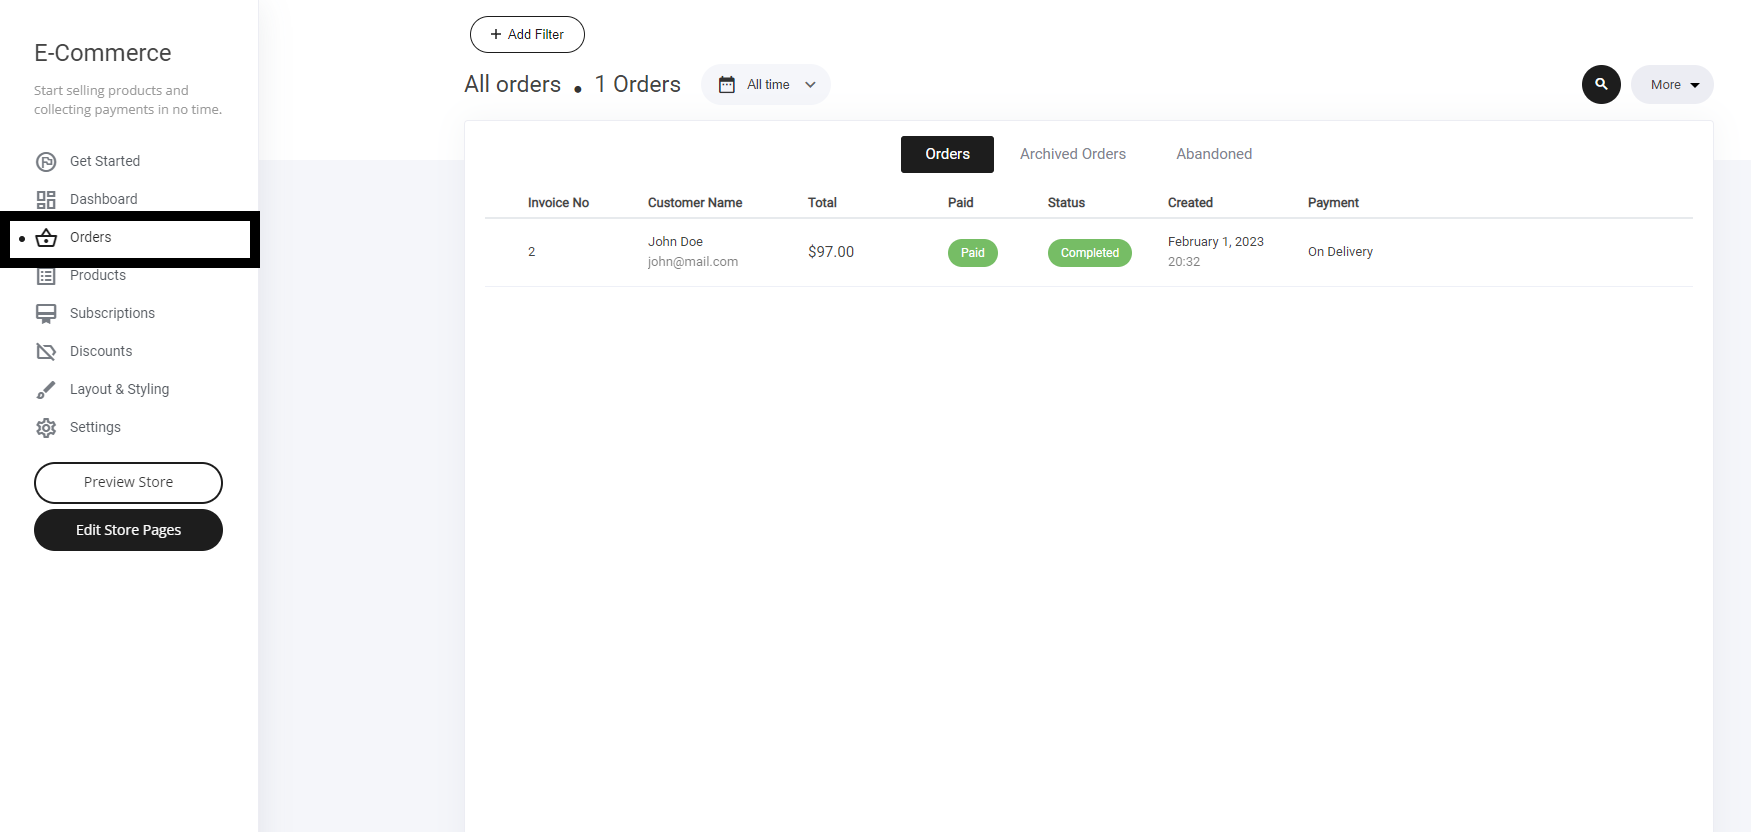 E-Commerce
Start selling products and
collecting payments in no time.
Get Started
Dashboard
Orders
Products
Subscriptions
Discounts
Layout & Styling
Settings
Preview Store
Edit Store Pages
+ Add Filter
All orders • 1 Orders
All time
More
Orders Archived Orders Abandoned
Invoice No Customer Name Total Paid Status Created Payment
2 John Doe $97.00 Paid Completed February 1, 2023 On Delivery
john@mail.com 20:32